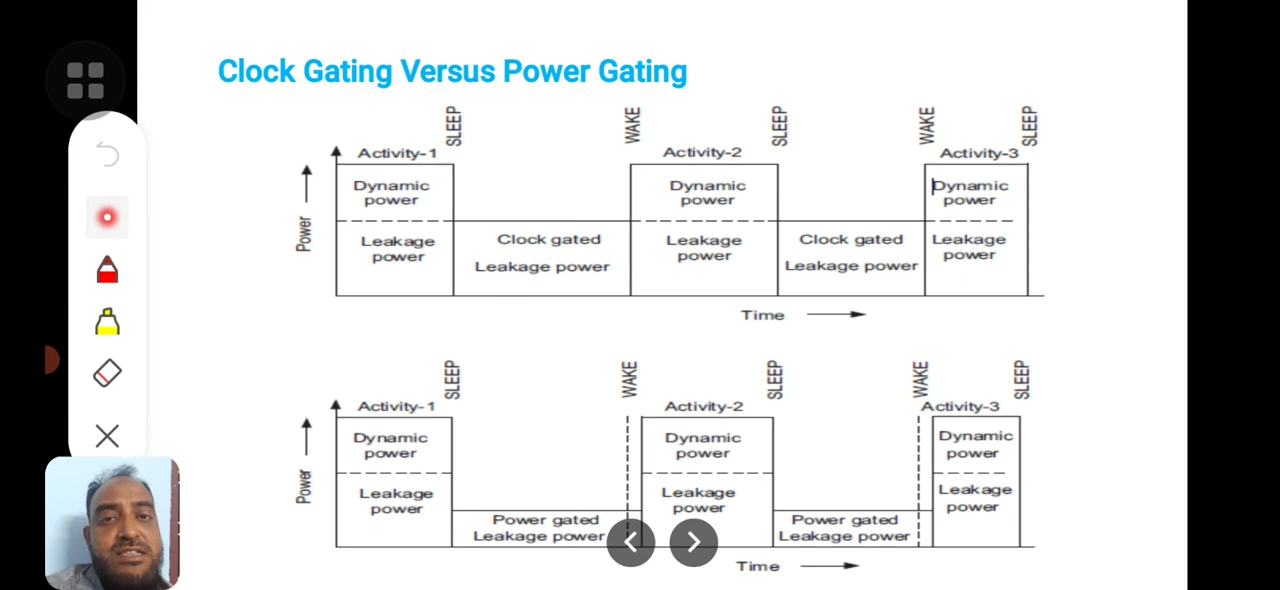 Clock Gating Versus Power Gating
SLEEP
WAKE
SLEEP
WAKE
SLEEP
Activity-1
Activity-2
Activity-3
Dynamic
power
Dynamic
power
Dynamic
power
Power
Leakage
power
Clock gated
Leakage power
Leakage
power
Clock gated
Leakage power
Leakage
power
Time
SLEEP
WAKE
SLEEP
WAKE
SLEEP
Activity-1
Activity-2
Activity-3
Dynamic
power
Dynamic
power
Dynamic
power
Power
Leakage
power
Power gated
Leakage power
Leakage
power
Power gated
Leakage power
Leakage
power
Time